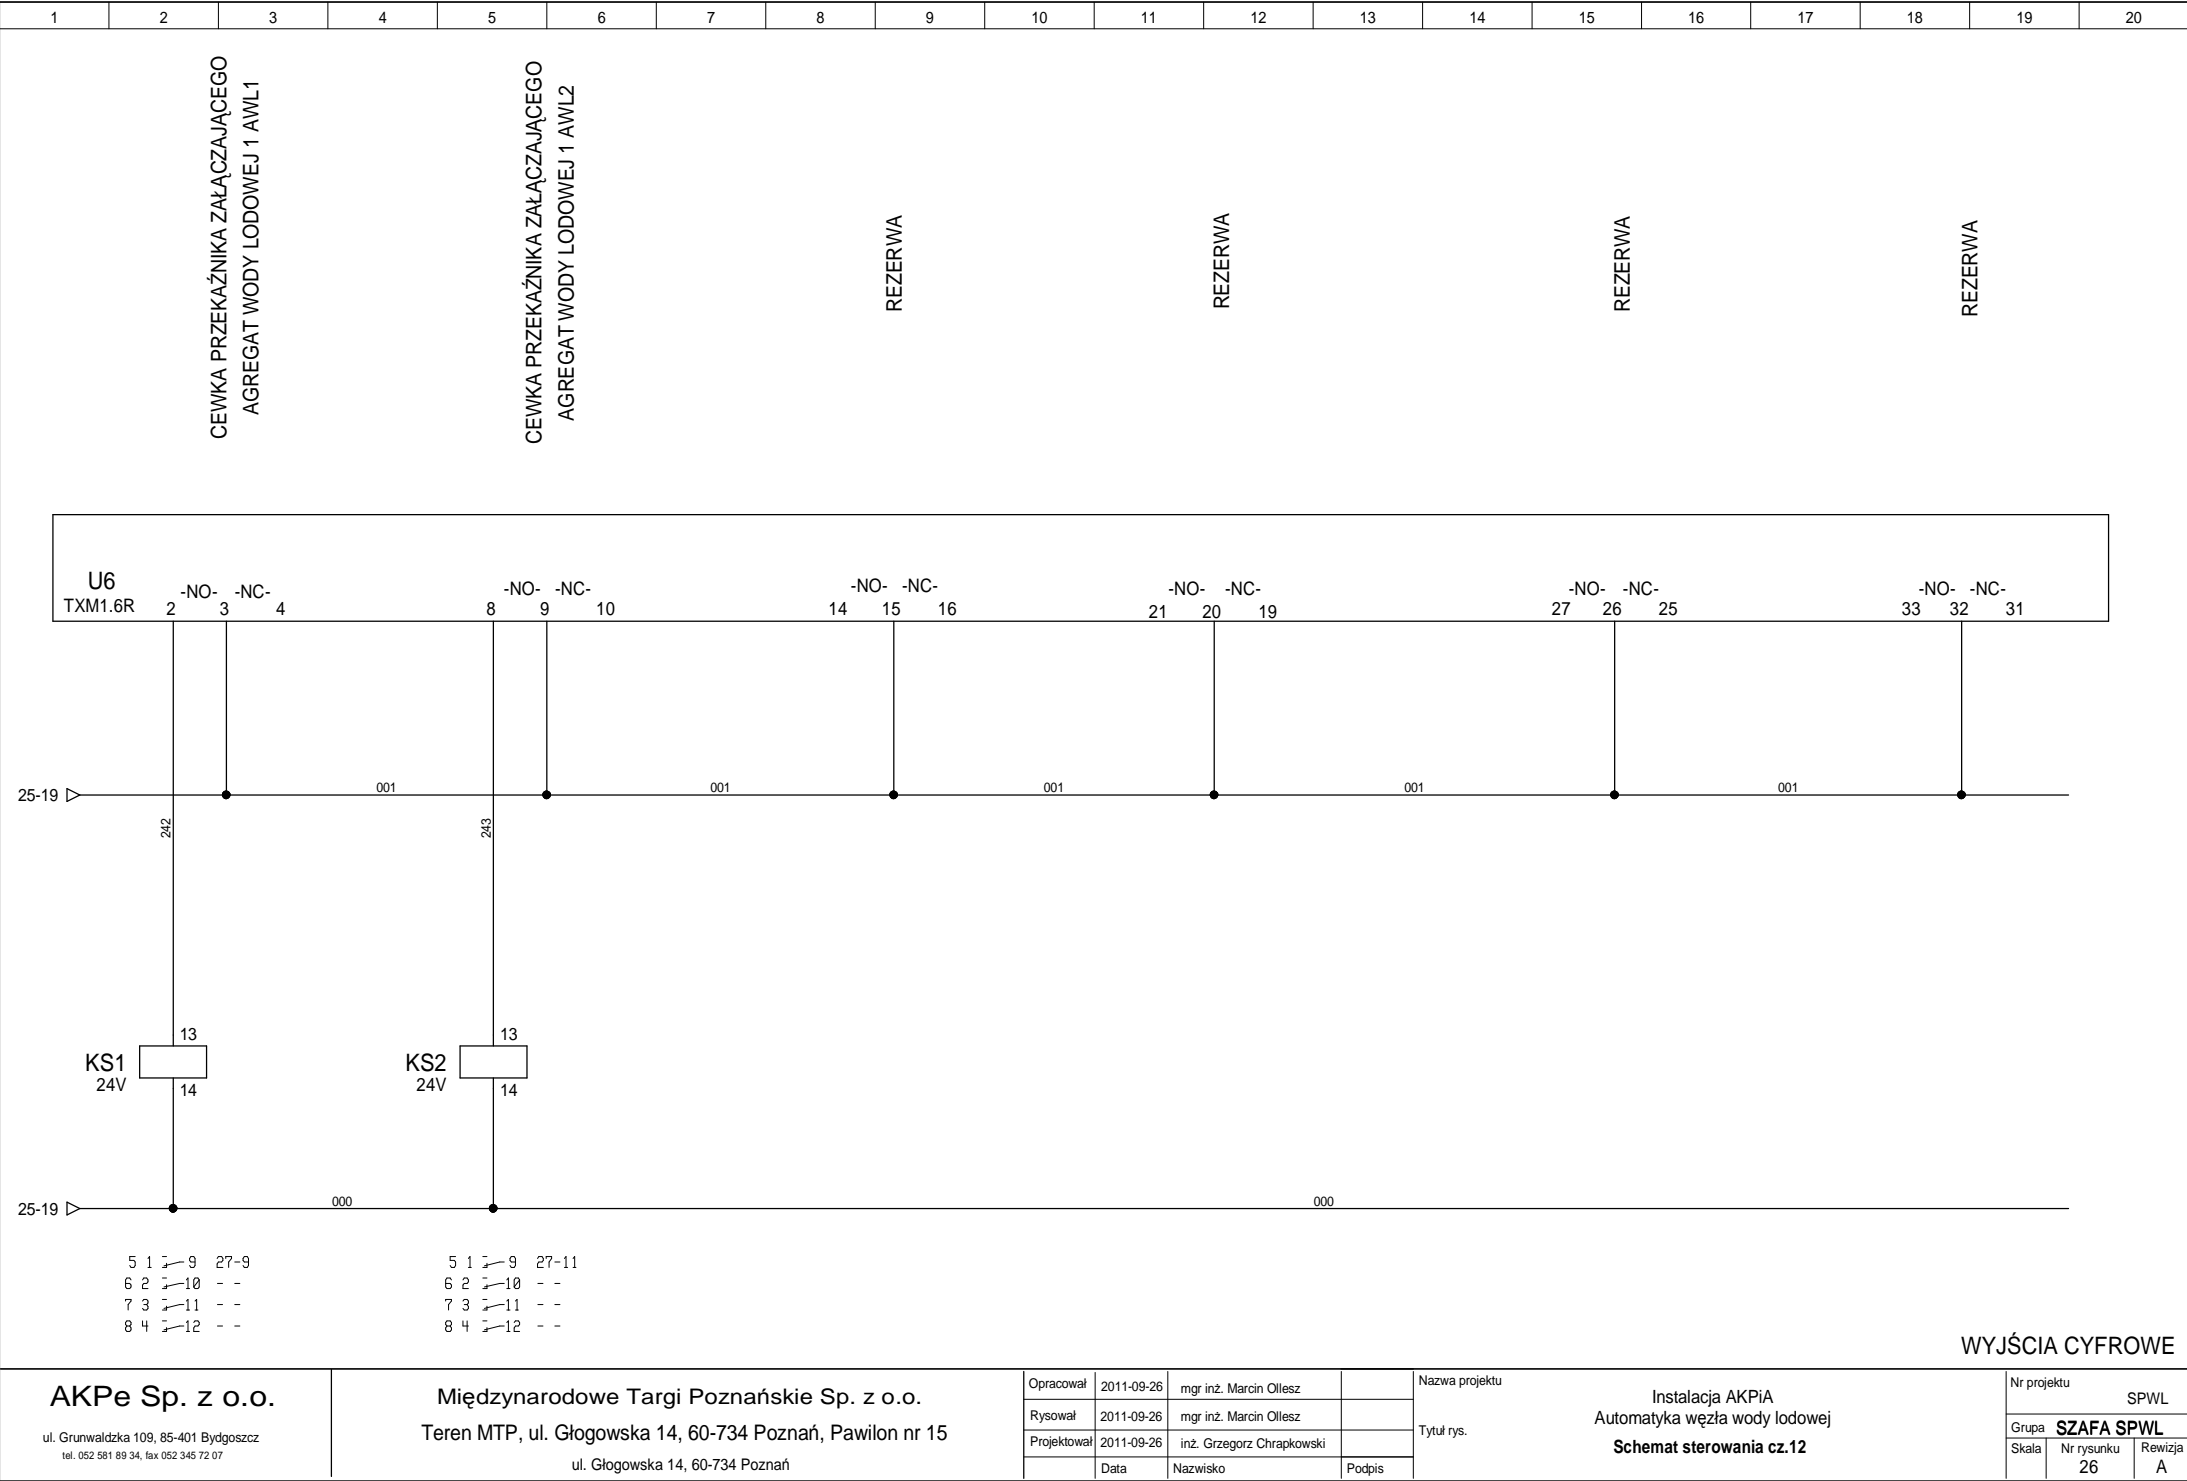 1 2 3 4 5 6 7 8 9 10 11 12 13 14 15 16 17 18 19 20
CEWKA PRZEKAŹNIKA ZAŁĄCZAJĄCEGO
AGREGAT WODY LODOWEJ 1 AWL1
CEWKA PRZEKAŹNIKA ZAŁĄCZAJĄCEGO
AGREGAT WODY LODOWEJ 1 AWL2
REZERWA
REZERWA
REZERWA
REZERWA
U6
TXM1.6R
-NO- -NC-
2 3 4
-NO- -NC-
8 9 10
-NO- -NC-
14 15 16
-NO- -NC-
21 20 19
-NO- -NC-
27 26 25
-NO- -NC-
33 32 31
25-19 001 001 001 001 001
242
243
13
KS1
24V
14
13
KS2
24V
14
25-19 000 000
5 1 9 27-9
6 2 10 - -
7 3 11 - -
8 4 12 - -
5 1 9 27-11
6 2 10 - -
7 3 11 - -
8 4 12 - -
WYJŚCIA CYFROWE
AKPe Sp. z o.o.
ul. Grunwaldzka 109, 85-401 Bydgoszcz
tel. 052 581 89 34, fax 052 345 72 07
Międzynarodowe Targi Poznańskie Sp. z o.o.
Teren MTP, ul. Głogowska 14, 60-734 Poznań, Pawilon nr 15
ul. Głogowska 14, 60-734 Poznań
Opracował 2011-09-26 mgr inż. Marcin Ollesz
Rysował 2011-09-26 mgr inż. Marcin Ollesz
Projektował 2011-09-26 inż. Grzegorz Chrapkowski
Data Nazwisko Podpis
Nazwa projektu
Instalacja AKPiA
Automatyka węzła wody lodowej
Tytuł rys.
Schemat sterowania cz.12
Nr projektu
SPWL
Grupa SZAFA SPWL
Skala Nr rysunku Rewizja
26 A